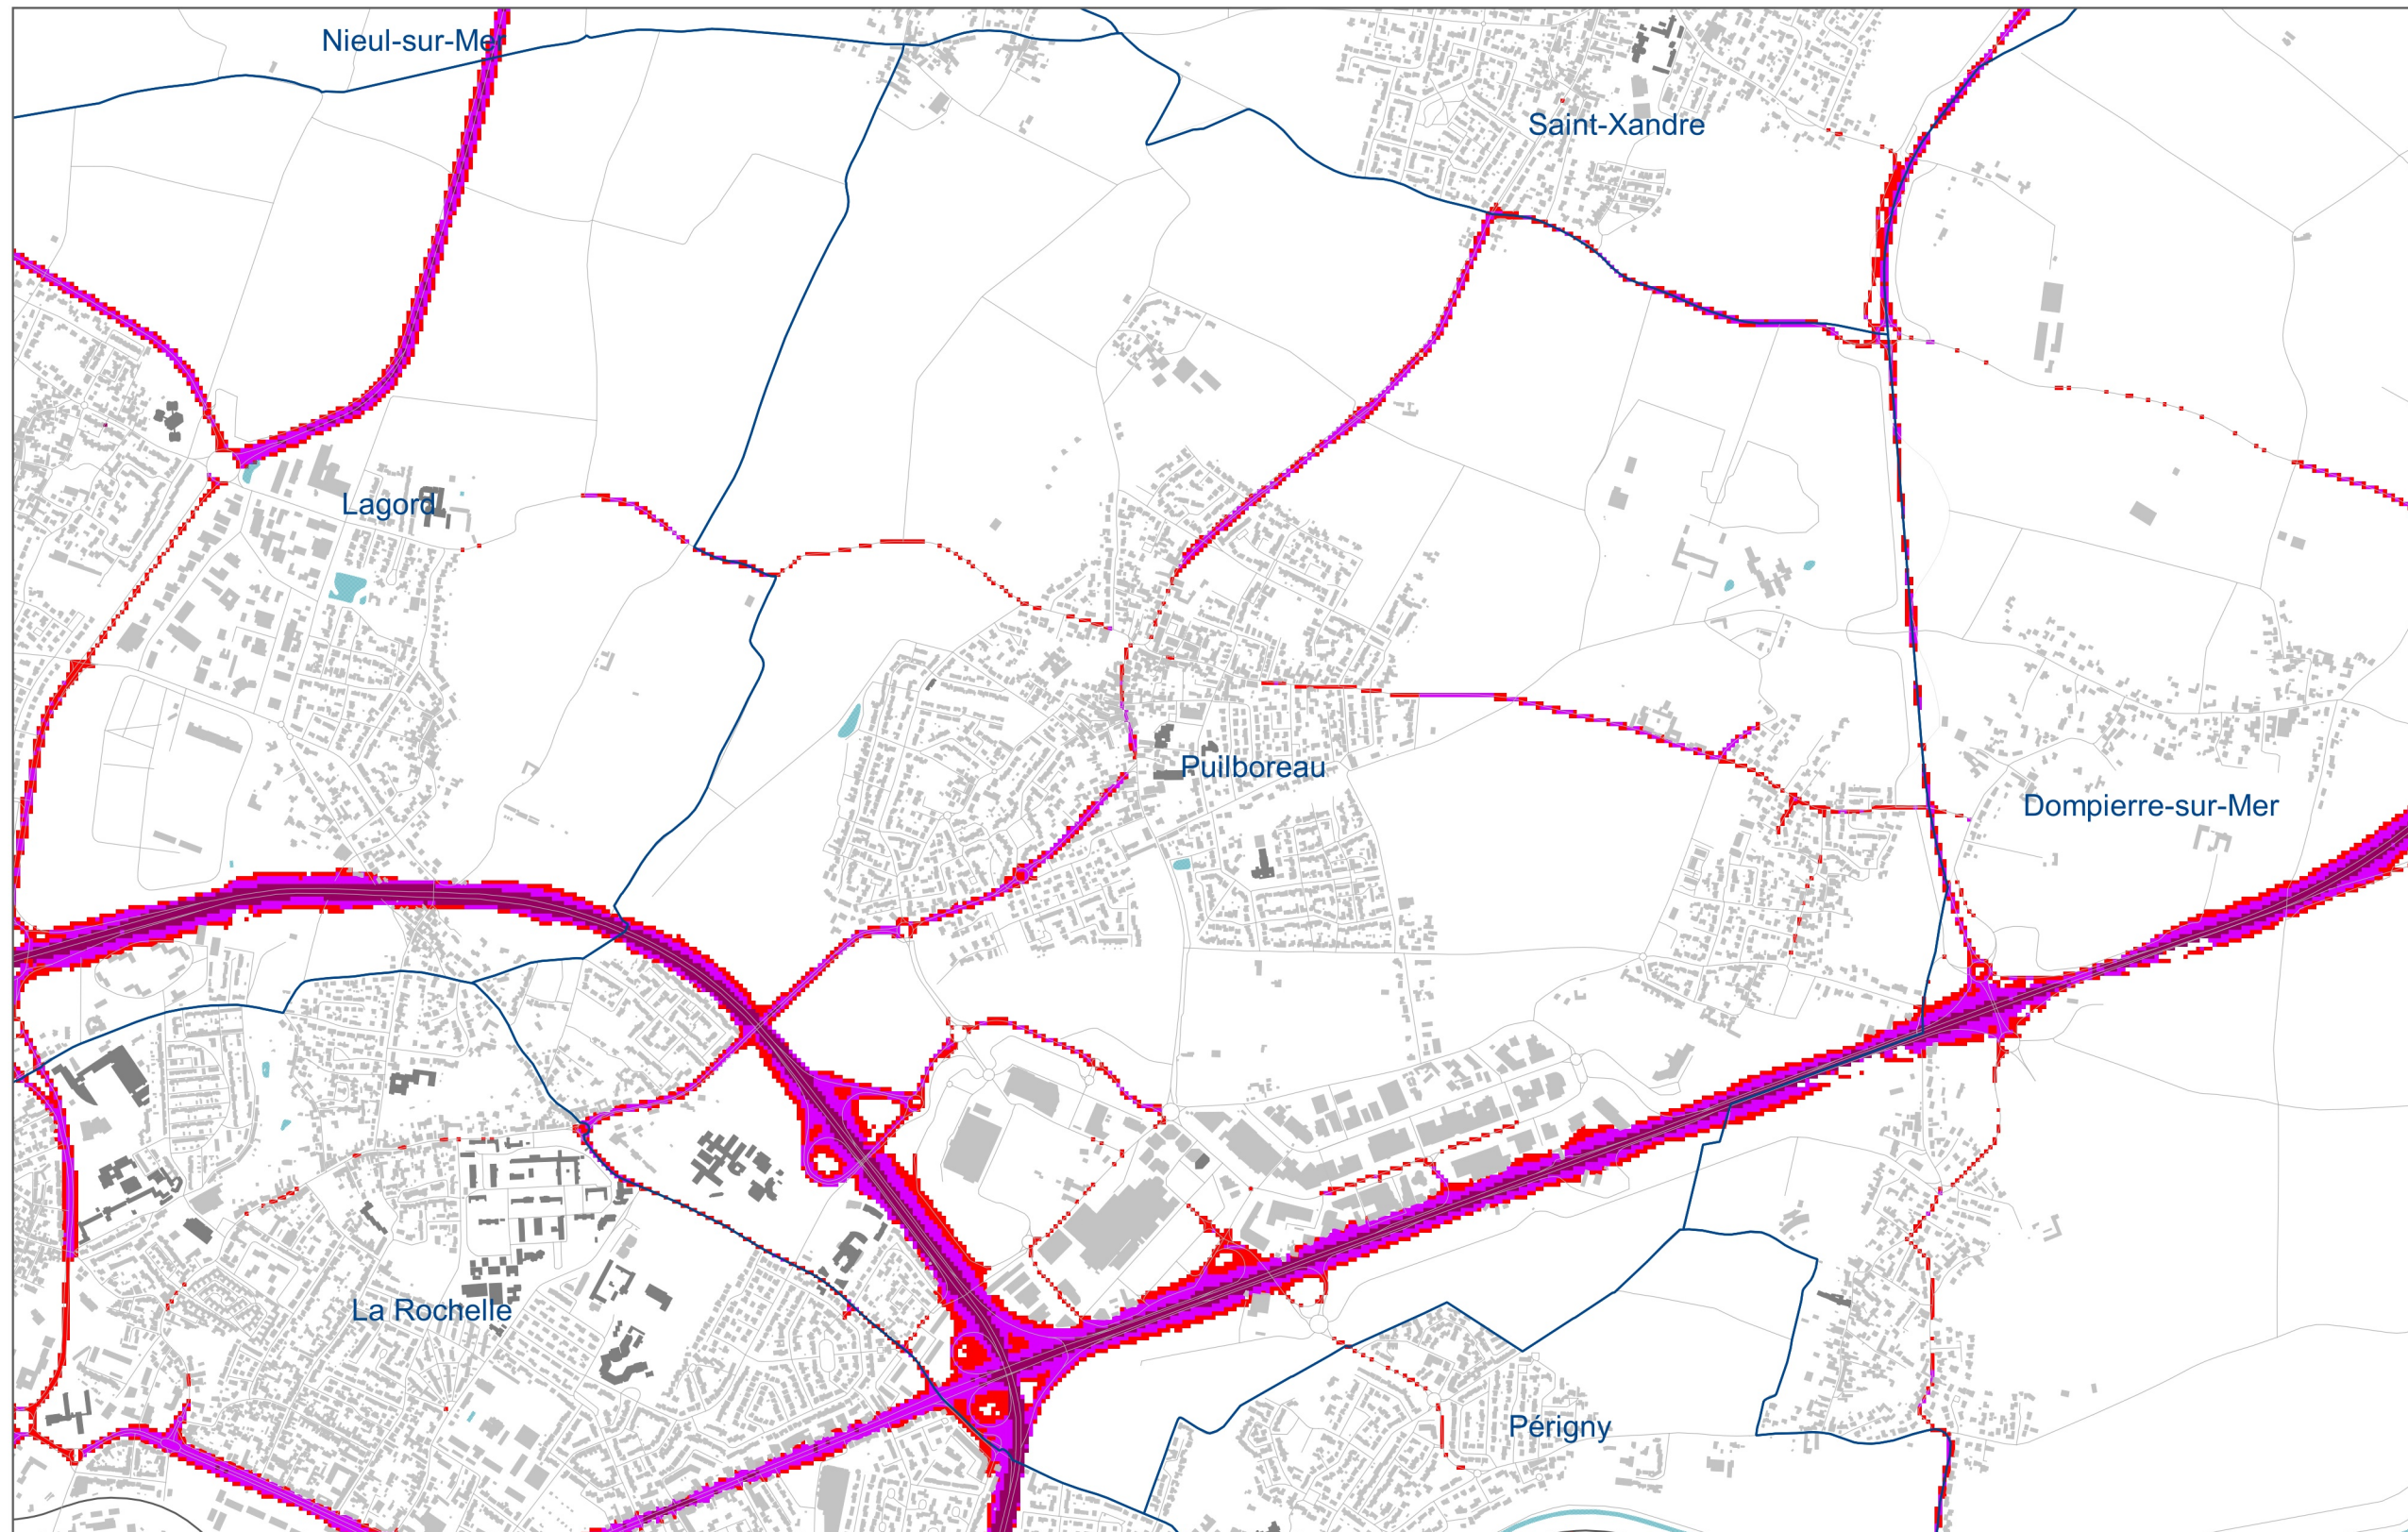 Nieul-sur-Mer
Saint-Xandre
Lagord
Puilboreau
Dompierre-sur-Mer
La Rochelle
Périgny